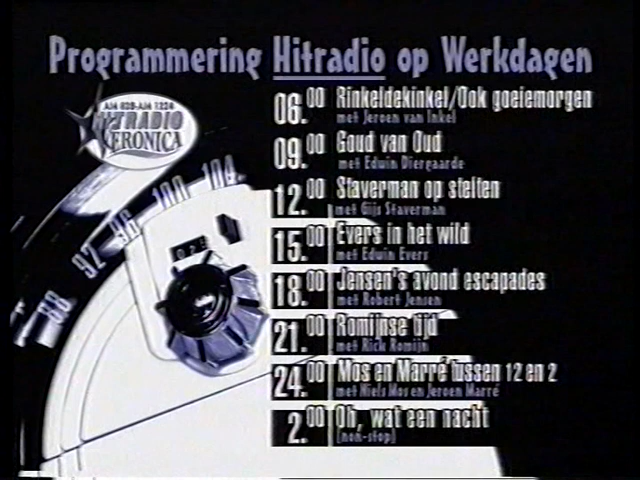 Programmering Hitradio op Werkdagen
AM 828-AM 1224
HITRADIO
VERONICA
06.00 Rinkeldekinkel/Ook goeiemorgen
met Jeroen van Inkel
09.00 Goud van Oud
met Edwin Diergaarde
12.00 Staverman op stelten
met Gijs Staverman
15.00 Evers in het wild
met Edwin Evers
18.00 Jensen's avond escapades
met Robert Jensen
21.00 Romijnse tijd
met Rick Romijn
24.00 Mos en Marré tussen 12 en 2
met Niels Mos en Jeroen Marré
2.00 Oh, wat een nacht
(non-stop)
88 92 96 100 104